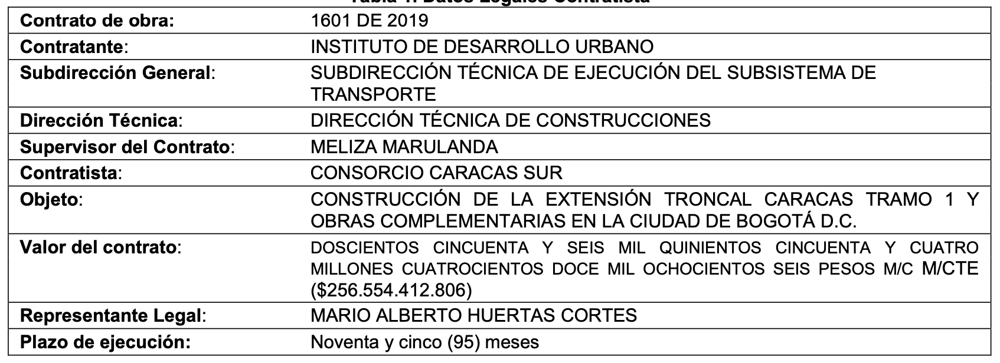 Tabla 1. Datos Legales Contratista
Contrato de obra: 1601 DE 2019
Contratante: INSTITUTO DE DESARROLLO URBANO
Subdirección General: SUBDIRECCIÓN TÉCNICA DE EJECUCIÓN DEL SUBSISTEMA DE
TRANSPORTE
Dirección Técnica: DIRECCIÓN TÉCNICA DE CONSTRUCCIONES
Supervisor del Contrato: MELIZA MARULANDA
Contratista: CONSORCIO CARACAS SUR
Objeto: CONSTRUCCIÓN DE LA EXTENSIÓN TRONCAL CARACAS TRAMO 1 Y
OBRAS COMPLEMENTARIAS EN LA CIUDAD DE BOGOTÁ D.C.
Valor del contrato: DOSCIENTOS CINCUENTA Y SEIS MIL QUINIENTOS CINCUENTA Y CUATRO
MILLONES CUATROCIENTOS DOCE MIL OCHOCIENTOS SEIS PESOS M/C M/CTE
($256.554.412.806)
Representante Legal: MARIO ALBERTO HUERTAS CORTES
Plazo de ejecución: Noventa y cinco (95) meses